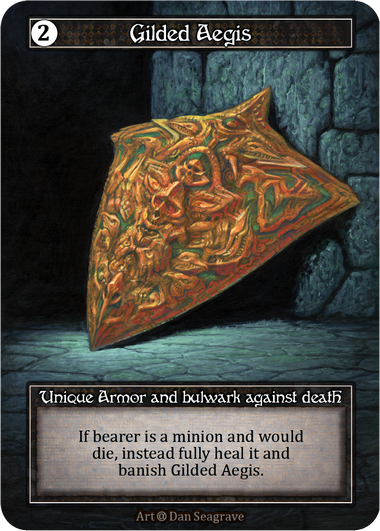 2
Gilded Aegis
Unique Armor and bulwark against death
If bearer is a minion and would
die, instead fully heal it and
banish Gilded Aegis.
Art @ Dan Seagrave